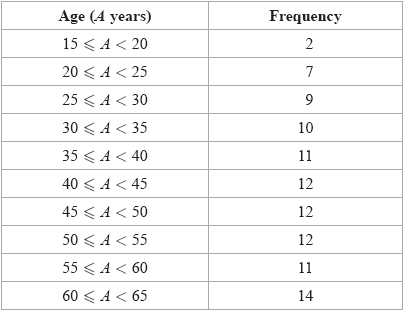 Age (A years) Frequency
15 ⩽ A < 20 2
20 ⩽ A < 25 7
25 ⩽ A < 30 9
30 ⩽ A < 35 10
35 ⩽ A < 40 11
40 ⩽ A < 45 12
45 ⩽ A < 50 12
50 ⩽ A < 55 12
55 ⩽ A < 60 11
60 ⩽ A < 65 14